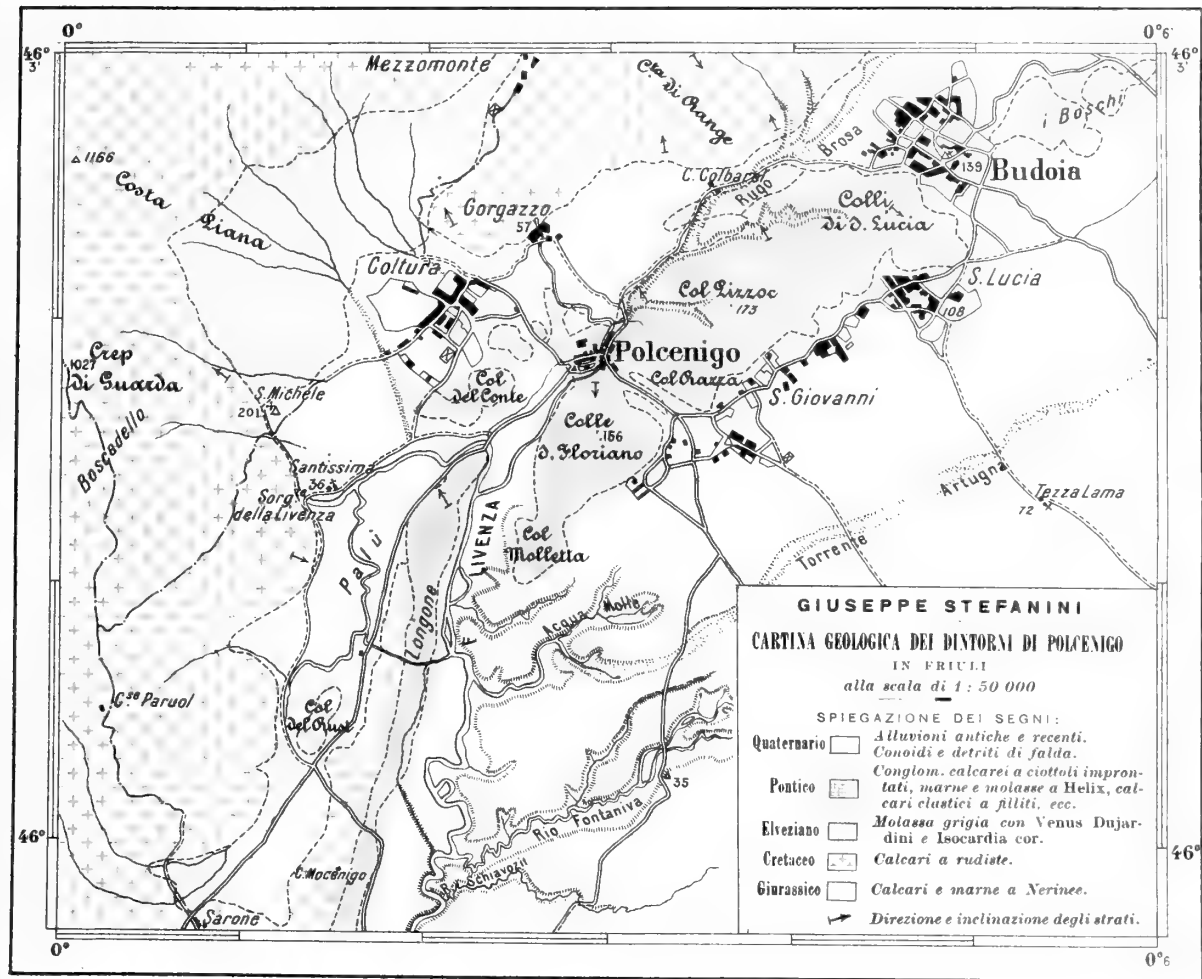 0°
0°6'
46°
3'
46°
3'
Mezzomonte
C.ta di Range
i Boschi
Brosa
1166
Costa
Piana
139
Budoia
C. Colbaral
Rugo
Gorgazzo
57
Colli
di S. Lucia
Coltura
S. Lucia
Col Pizzoc
173
108
1027
Crep
di Guarda
Polcenigo
Col Piazza
S. Michele
201
Col
del Conte
S. Giovanni
Boscadello
Colle
156
S. Floriano
Santissima
36
Artugna
Sorg.
della Livenza
Tezza Lama
72
Col
Molletta
LIVENZA
Palù
Torrente
Longone
Acqua Molle
F.
C.se Paruol
Col
del Rust
35
Rio Fontaniva
Schiavozii
C. Mocenigo
Sarone
46°
46°
0°
0°6'
GIUSEPPE STEFANINI
CARTINA GEOLOGICA DEI DINTORNI DI POLCENIGO
IN FRIULI
alla scala di 1 : 50 000
SPIEGAZIONE DEI SEGNI:
Quaternario Alluvioni antiche e recenti.
Conoidi e detriti di falda.
Pontico Conglom. calcarei a ciottoli impron-
tati, marne e molasse a Helix, cal-
cari clastici a filliti, ecc.
Elveziano Molassa grigia con Venus Dujar-
dini e Isocardia cor.
Cretaceo Calcari a rudiste.
Giurassico Calcari e marne a Nerinee.
Direzione e inclinazione degli strati.